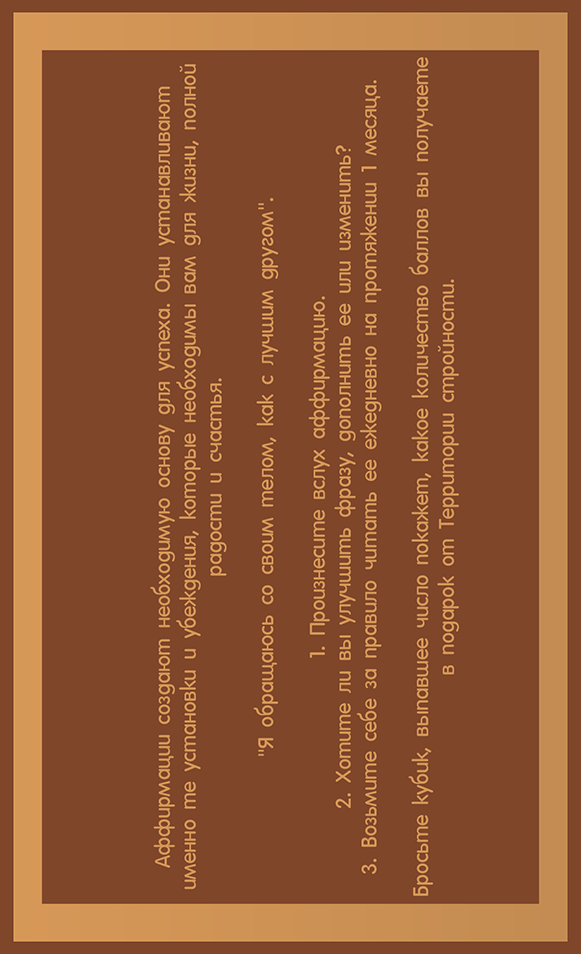 Аффирмации создают необходимую основу для успеха. Они устанавливают
именно те установки и убеждения, которые необходимы вам для жизни, полной
радости и счастья.
"Я обращаюсь со своим телом, как с лучшим другом".
1. Произнесите вслух аффирмацию.
2. Хотите ли вы улучшить фразу, дополнить ее или изменить?
3. Возьмите себе за правило читать ее ежедневно на протяжении 1 месяца.
Бросьте кубик, выпавшее число покажет, какое количество баллов вы получаете
в подарок от Территории стройности.